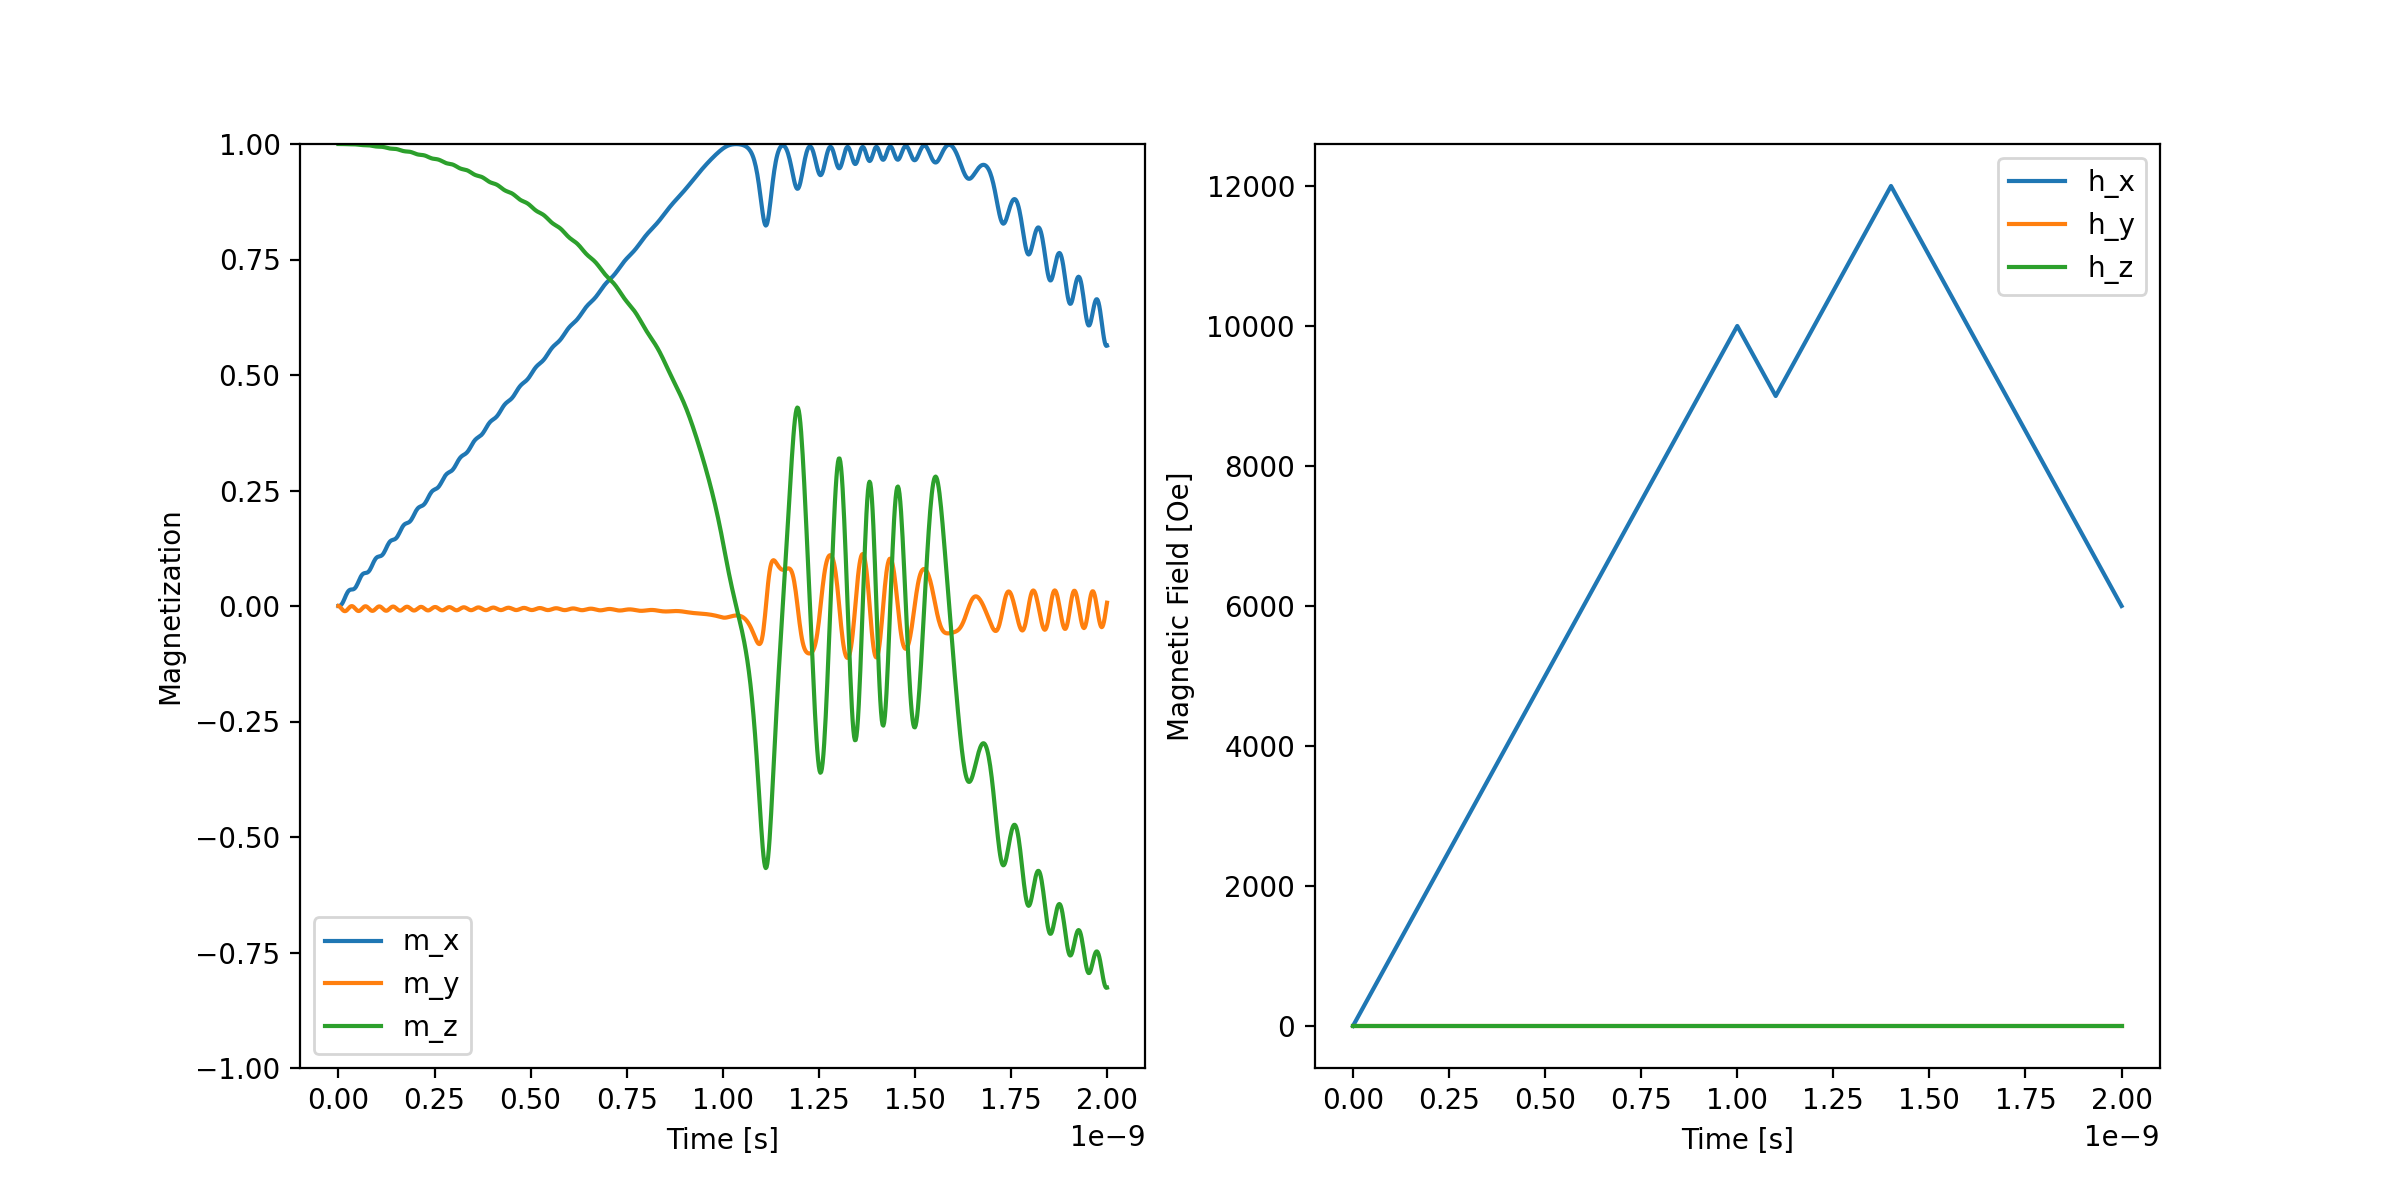 1.00
0.75
0.50
0.25
0.00
−0.25
−0.50
−0.75
−1.00
Magnetization
m_x
m_y
m_z
0.00 0.25 0.50 0.75 1.00 1.25 1.50 1.75 2.00
Time [s]
1e−9
12000
10000
8000
6000
4000
2000
0
Magnetic Field [Oe]
h_x
h_y
h_z
0.00 0.25 0.50 0.75 1.00 1.25 1.50 1.75 2.00
Time [s]
1e−9